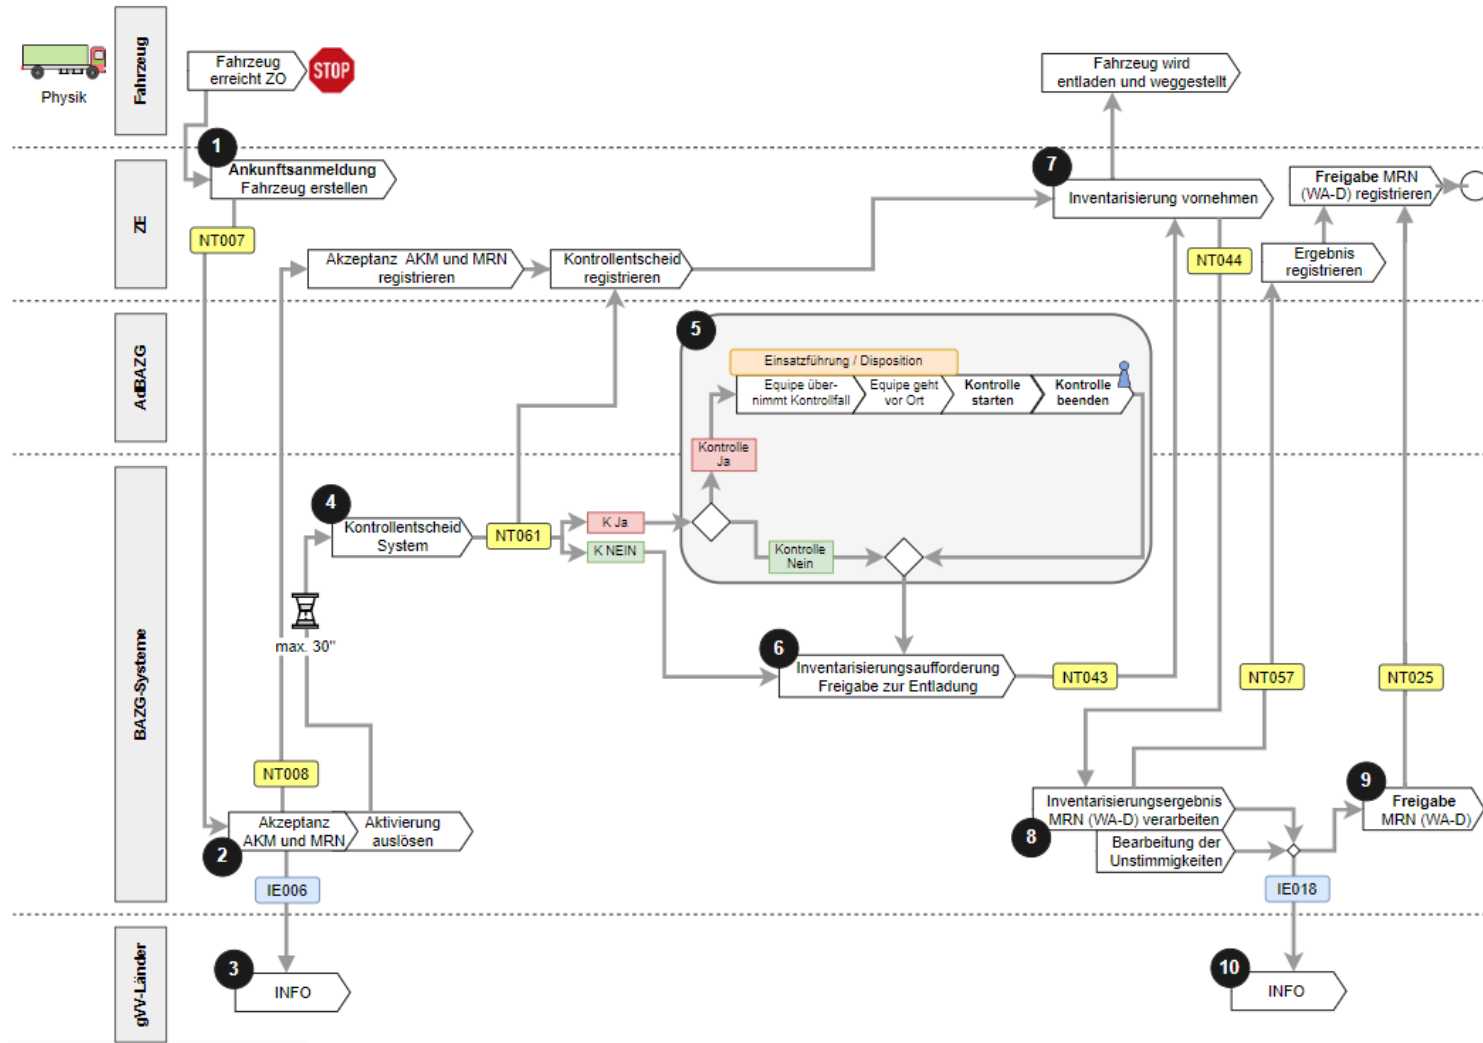 Fahrzeug
Physik
Fahrzeug
erreicht ZO
STOP
Fahrzeug wird
entladen und weggestellt
ZE
1
Ankunftsanmeldung
Fahrzeug erstellen
NT007
Akzeptanz AKM und MRN
registrieren
Kontrollentscheid
registrieren
7
Inventarisierung vornehmen
NT044
Freigabe MRN
(WA-D) registrieren
Ergebnis
registrieren
AdBAZG
5
Einsatzführung / Disposition
Equipe über-
nimmt Kontrollfall
Equipe geht
vor Ort
Kontrolle
starten
Kontrolle
beenden
Kontrolle
Ja
BAZG-Systeme
4
Kontrollentscheid
System
NT061
K Ja
K NEIN
Kontrolle
Nein
max. 30"
6
Inventarisierungsaufforderung
Freigabe zur Entladung
NT043
NT057
NT025
NT008
2
Akzeptanz
AKM und MRN
Aktivierung
auslösen
8
Inventarisierungsergebnis
MRN (WA-D) verarbeiten
Bearbeitung der
Unstimmigkeiten
9
Freigabe
MRN (WA-D)
IE006
IE018
gVV-Länder
3
INFO
10
INFO